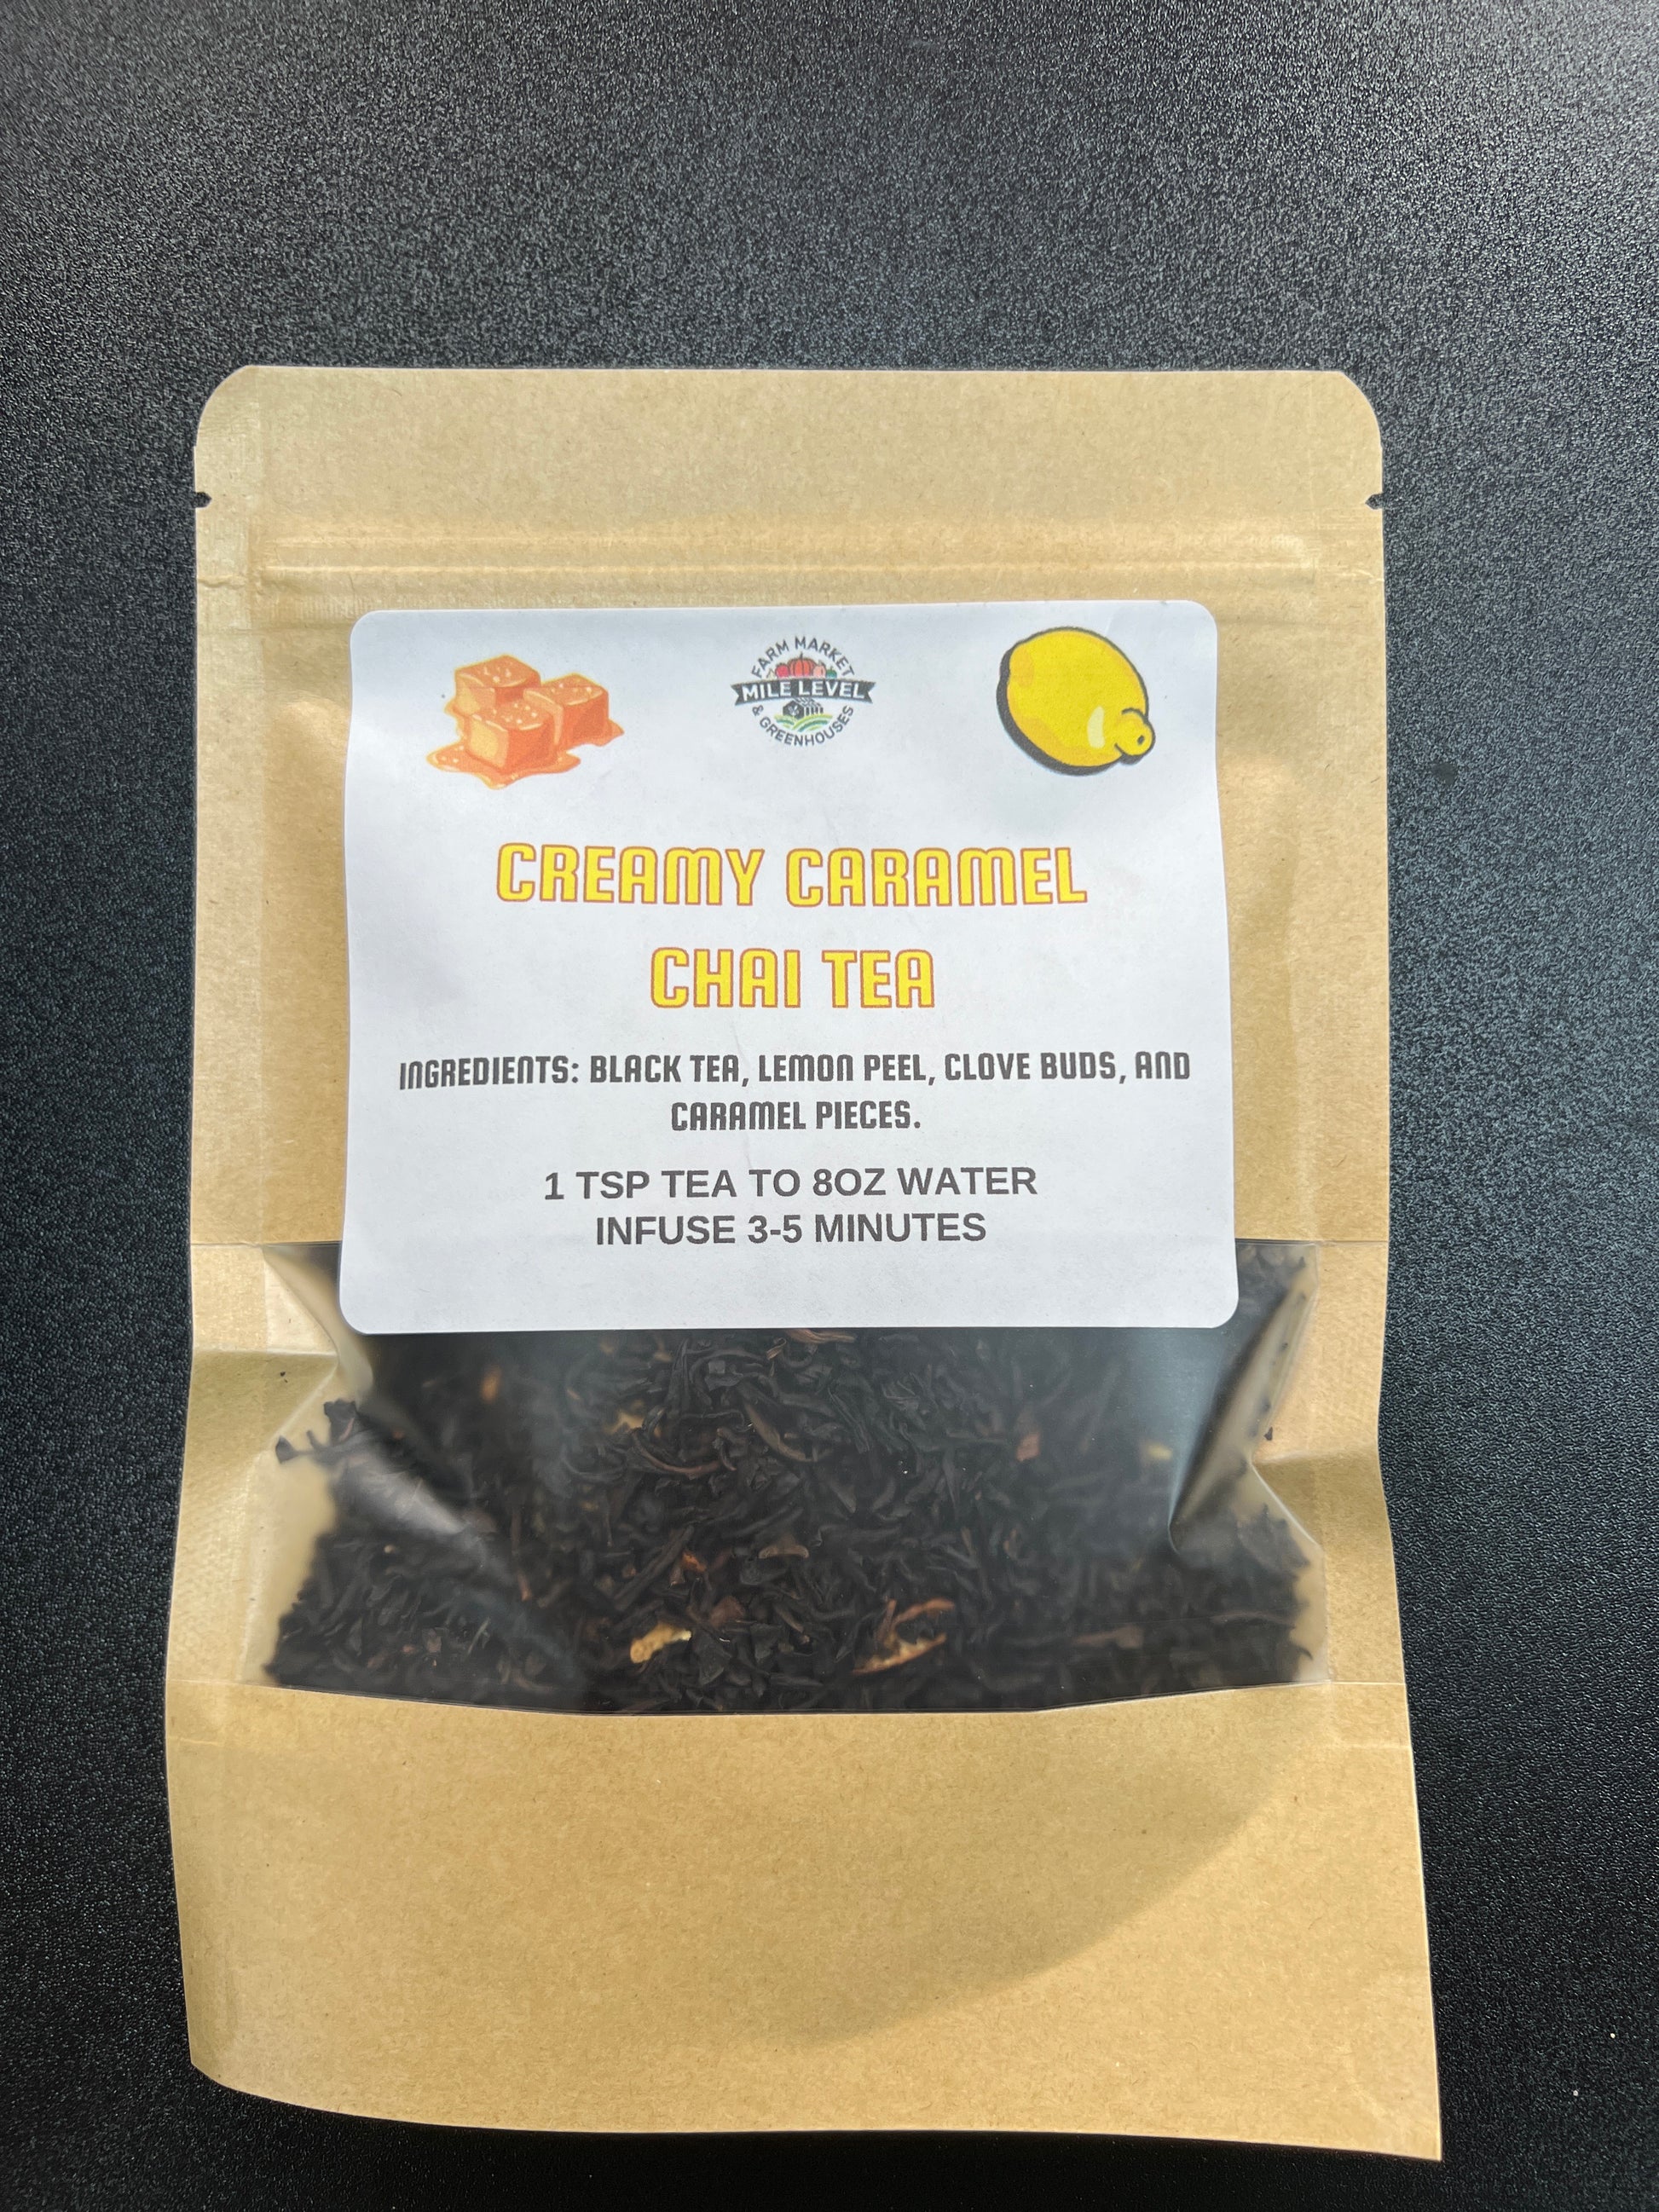 FARM MARKET
MILE LEVEL
& GREENHOUSES
CREAMY CARAMEL
CHAI TEA
INGREDIENTS: BLACK TEA, LEMON PEEL, CLOVE BUDS, AND
CARAMEL PIECES.
1 TSP TEA TO 8OZ WATER
INFUSE 3-5 MINUTES